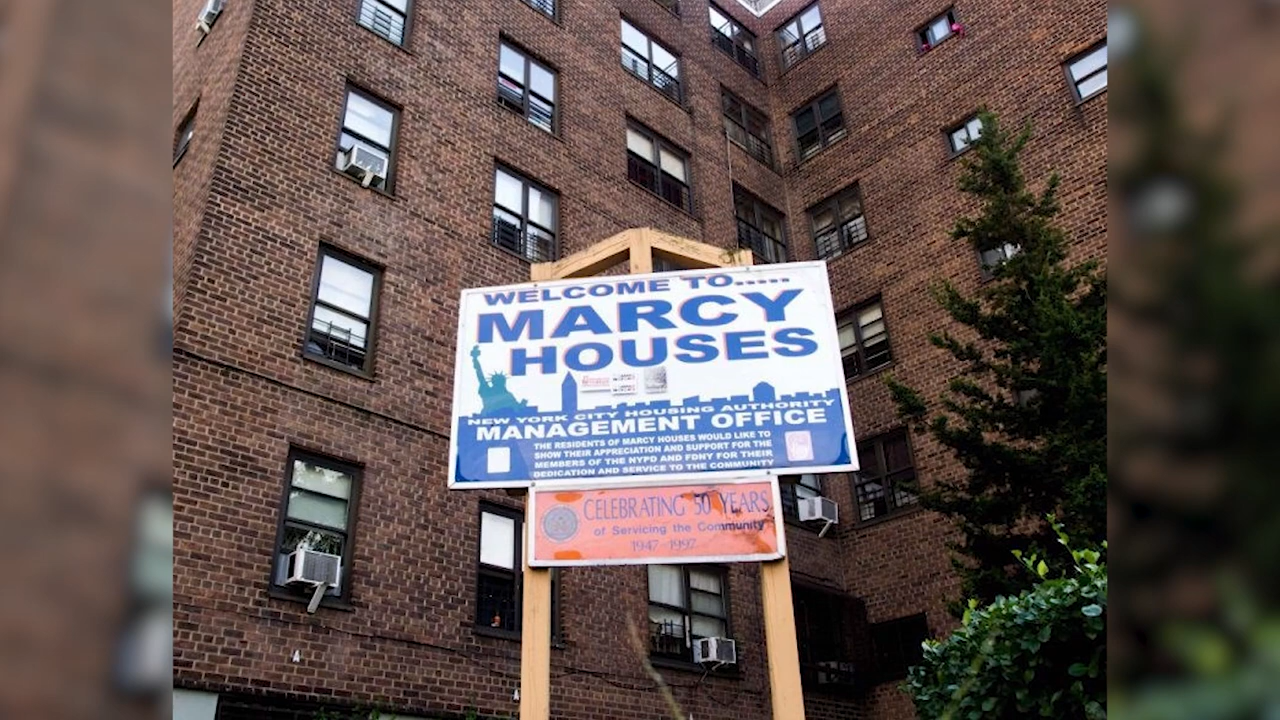 WELCOME TO.....
MARCY
HOUSES
NEW YORK CITY HOUSING AUTHORITY
MANAGEMENT OFFICE
THE RESIDENTS OF MARCY HOUSES WOULD LIKE TO
SHOW THEIR APPRECIATION AND SUPPORT FOR THE
MEMBERS OF THE NYPD AND FDNY FOR THEIR
DEDICATION AND SERVICE TO THE COMMUNITY
CELEBRATING 50 YEARS
of Servicing the Community
1947-1997